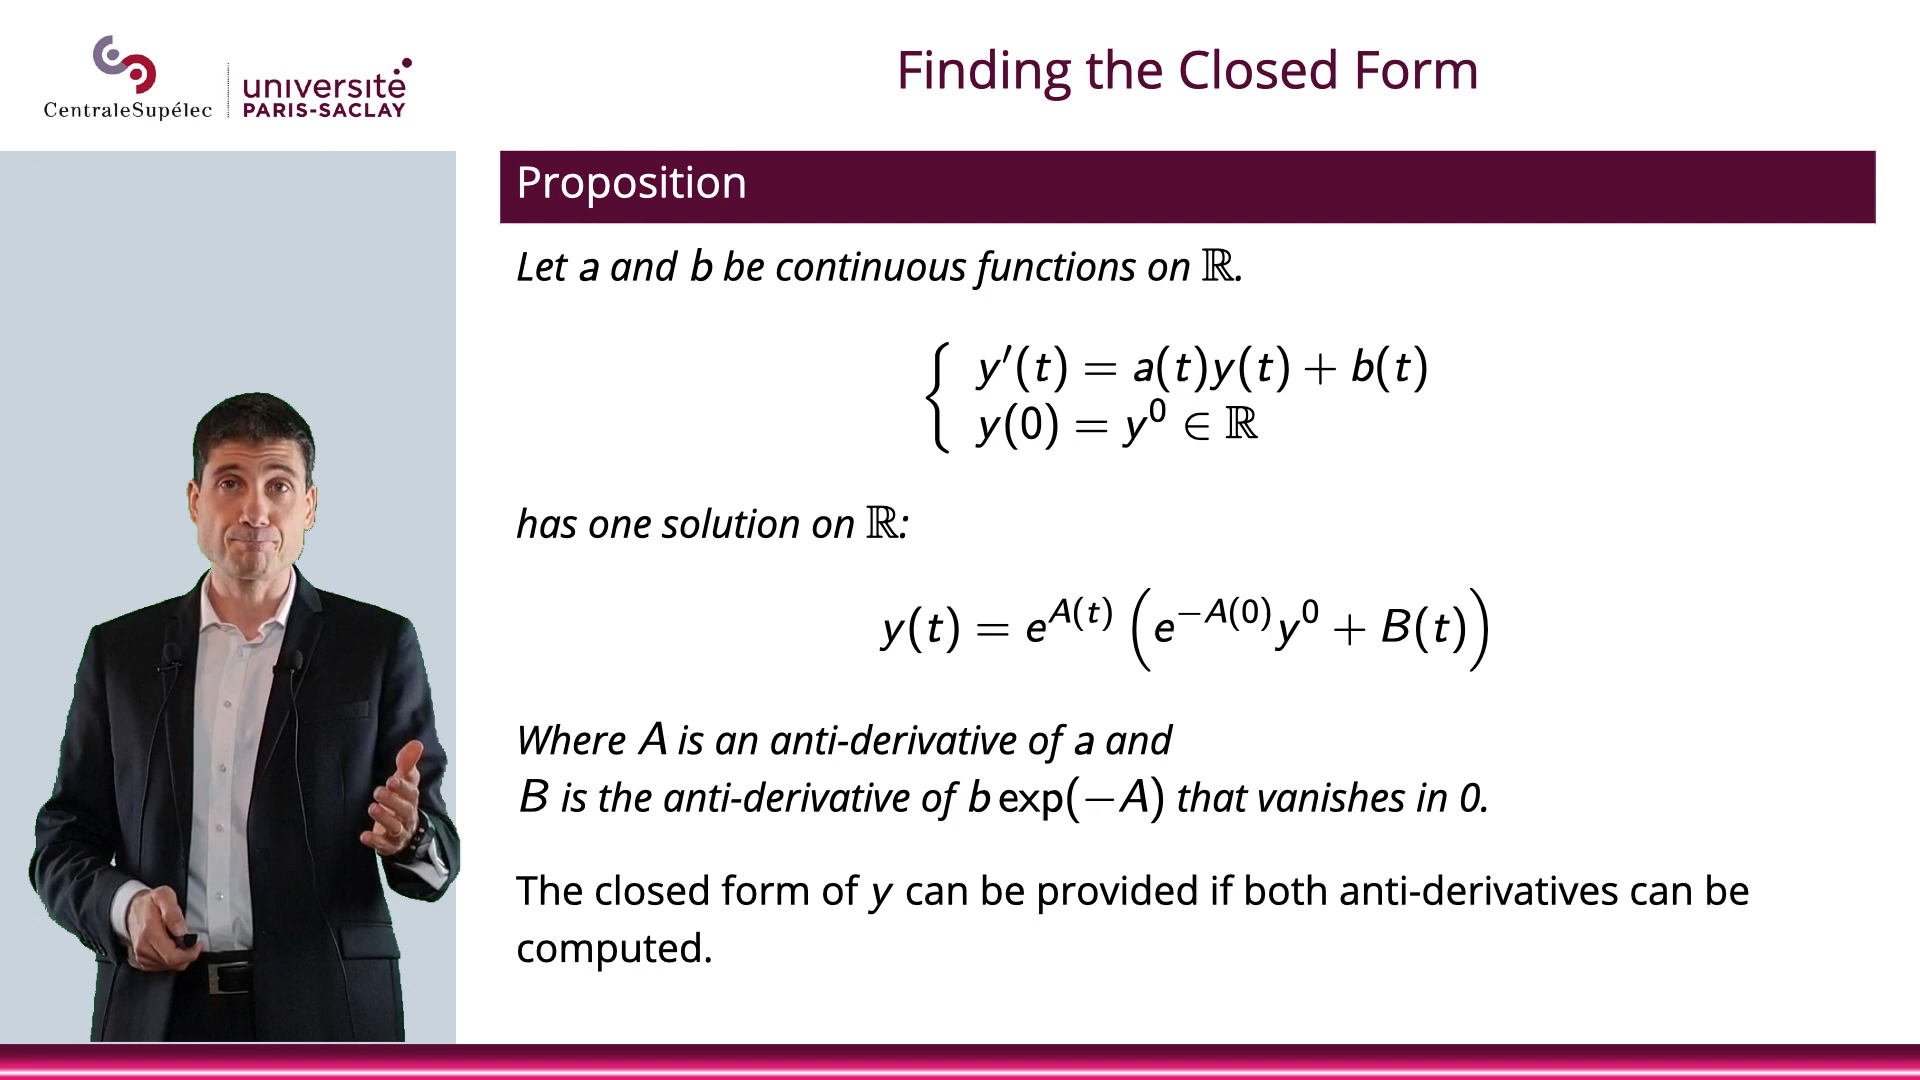 CentraleSupélec
université
PARIS-SACLAY
Finding the Closed Form
Proposition
Let a and b be continuous functions on ℝ.
y′(t) = a(t)y(t) + b(t)
y(0) = y⁰ ∈ ℝ
has one solution on ℝ:
y(t) = e^{A(t)} (e^{−A(0)} y⁰ + B(t))
Where A is an anti-derivative of a and
B is the anti-derivative of b exp(−A) that vanishes in 0.
The closed form of y can be provided if both anti-derivatives can be
computed.